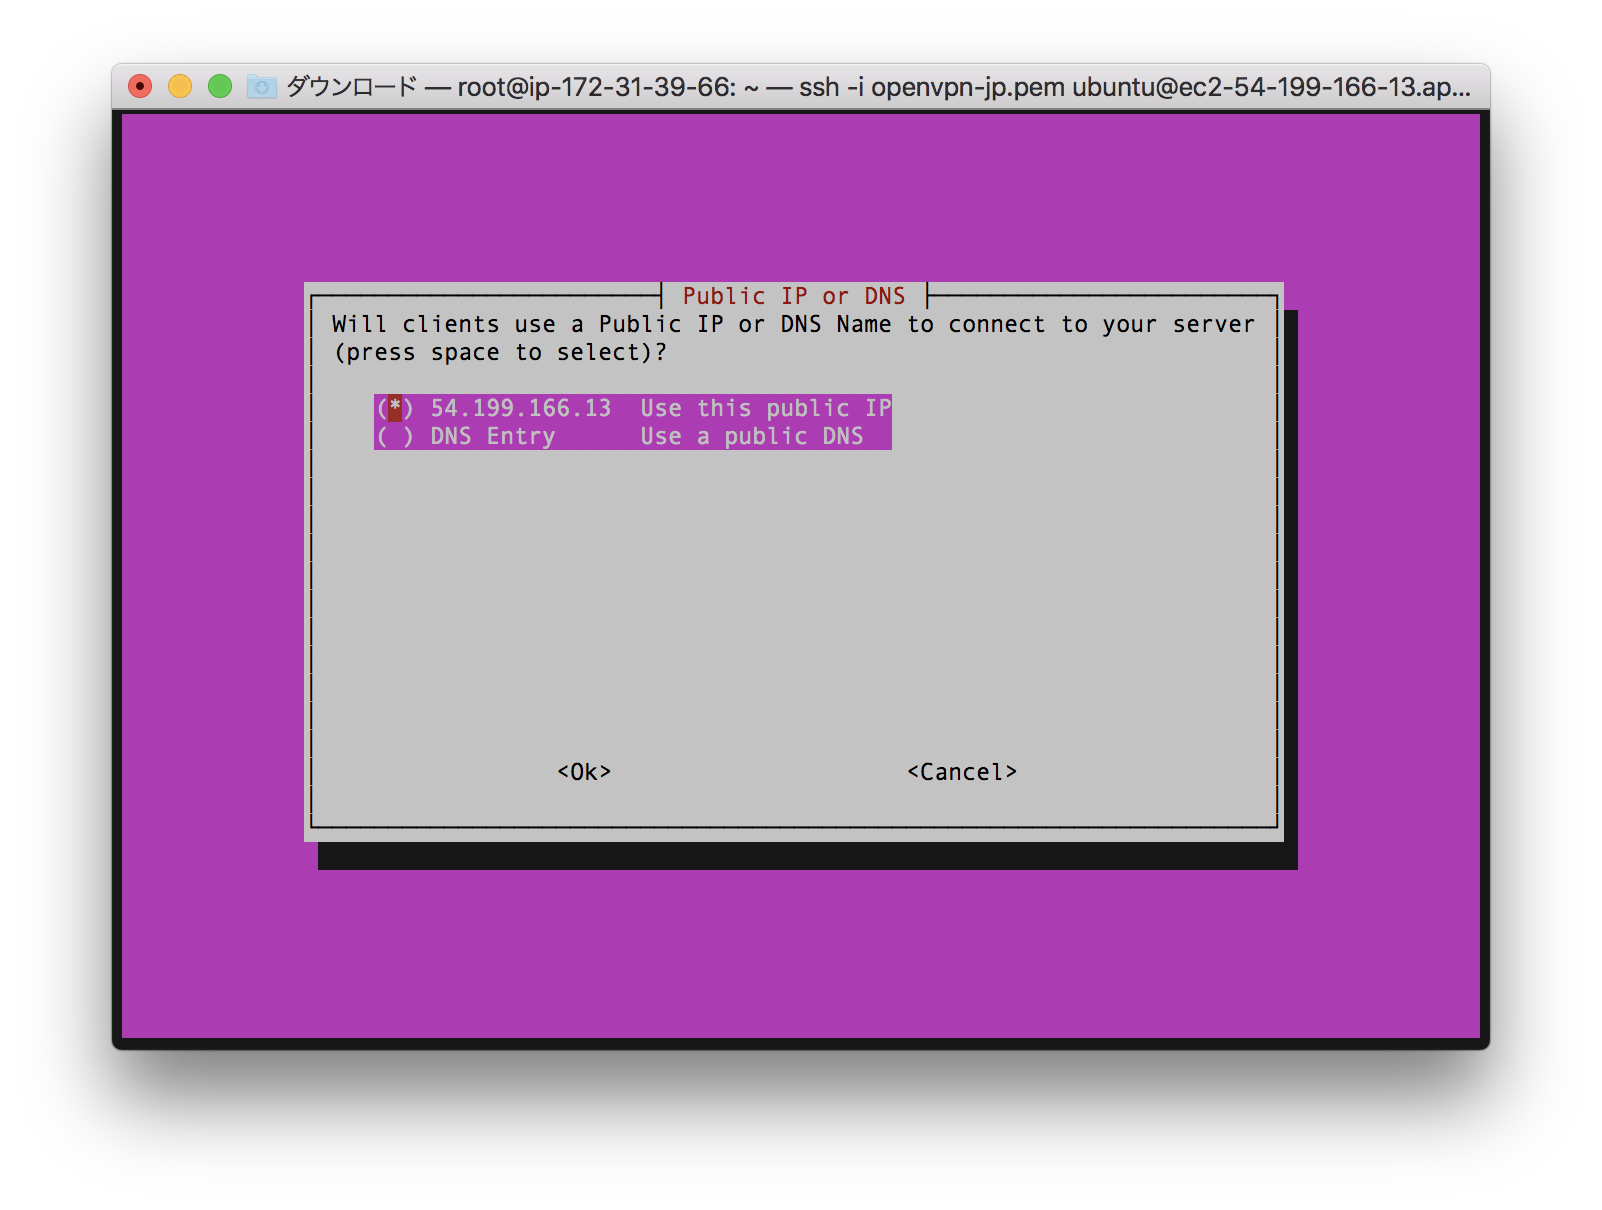 ダウンロード — root@ip-172-31-39-66: ~ — ssh -i openvpn-jp.pem ubuntu@ec2-54-199-166-13.ap...
Public IP or DNS
Will clients use a Public IP or DNS Name to connect to your server
(press space to select)?
(*) 54.199.166.13  Use this public IP
( ) DNS Entry      Use a public DNS
<Ok> <Cancel>